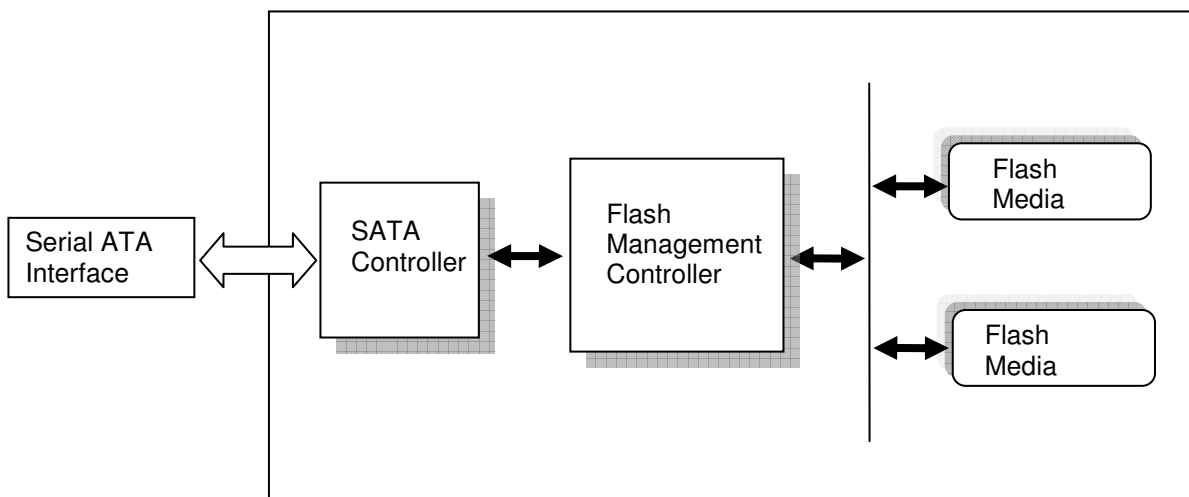 Serial ATA
Interface
SATA
Controller
Flash
Management
Controller
Flash
Media
Flash
Media